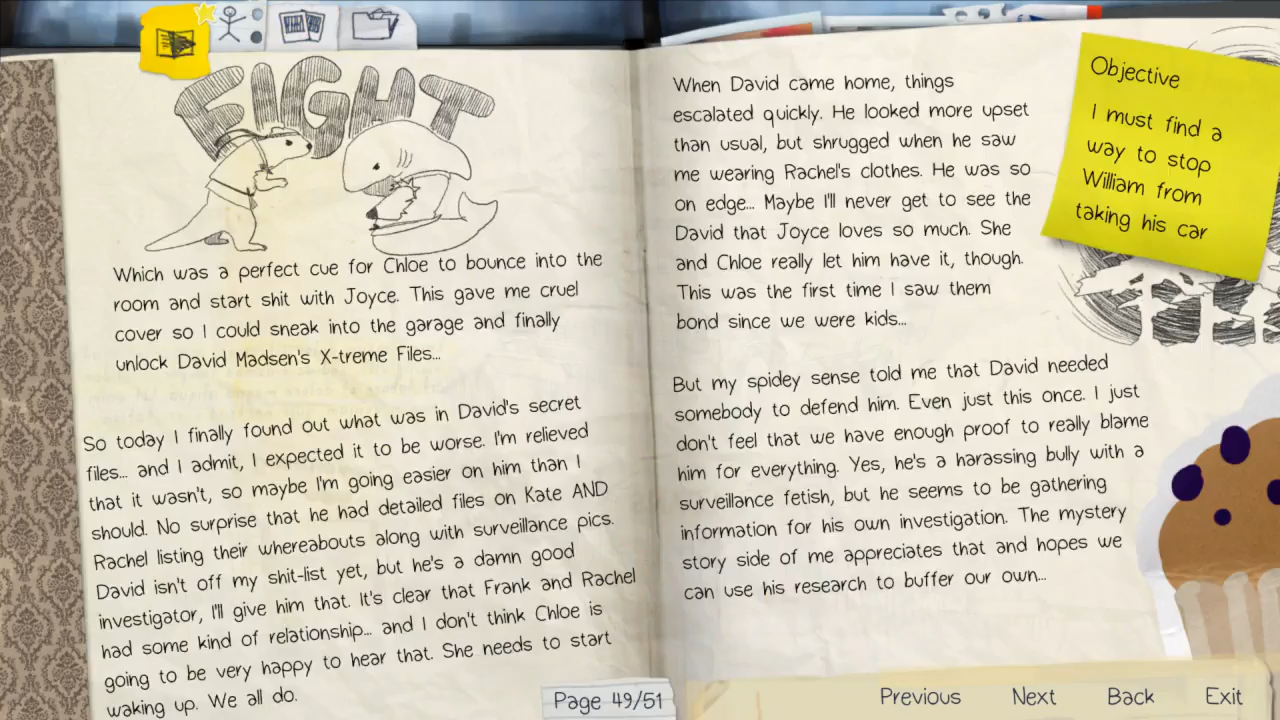 FIGHT
Which was a perfect cue for Chloe to bounce into the
room and start shit with Joyce. This gave me cruel
cover so I could sneak into the garage and finally
unlock David Madsen's X-treme Files...
So today I finally found out what was in David's secret
files... and I admit, I expected it to be worse. I'm relieved
that it wasn't, so maybe I'm going easier on him than I
should. No surprise that he had detailed files on Kate AND
Rachel listing their whereabouts along with surveillance pics.
David isn't off my shit-list yet, but he's a damn good
investigator, I'll give him that. It's clear that Frank and Rachel
had some kind of relationship... and I don't think Chloe is
going to be very happy to hear that. She needs to start
waking up. We all do.
Page 49/51
When David came home, things
escalated quickly. He looked more upset
than usual, but shrugged when he saw
me wearing Rachel's clothes. He was so
on edge... Maybe I'll never get to see the
David that Joyce loves so much. She
and Chloe really let him have it, though.
This was the first time I saw them
bond since we were kids...
But my spidey sense told me that David needed
somebody to defend him. Even just this once. I just
don't feel that we have enough proof to really blame
him for everything. Yes, he's a harassing bully with a
surveillance fetish, but he seems to be gathering
information for his own investigation. The mystery
story side of me appreciates that and hopes we
can use his research to buffer our own...
Objective
I must find a
way to stop
William from
taking his car
Previous Next Back Exit